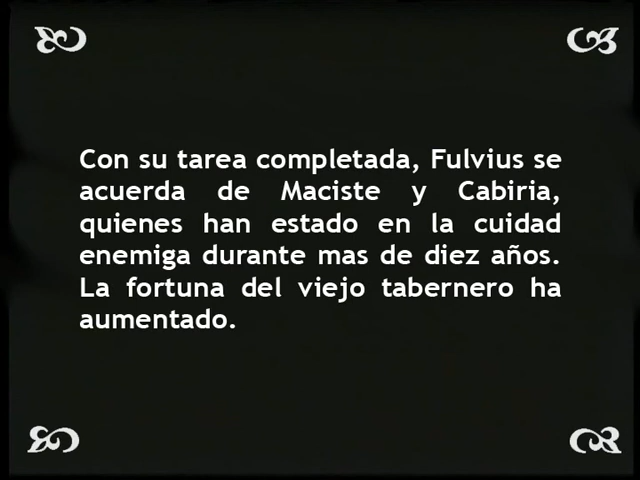 Con su tarea completada, Fulvius se
acuerda de Maciste y Cabiria,
quienes han estado en la cuidad
enemiga durante mas de diez años.
La fortuna del viejo tabernero ha
aumentado.